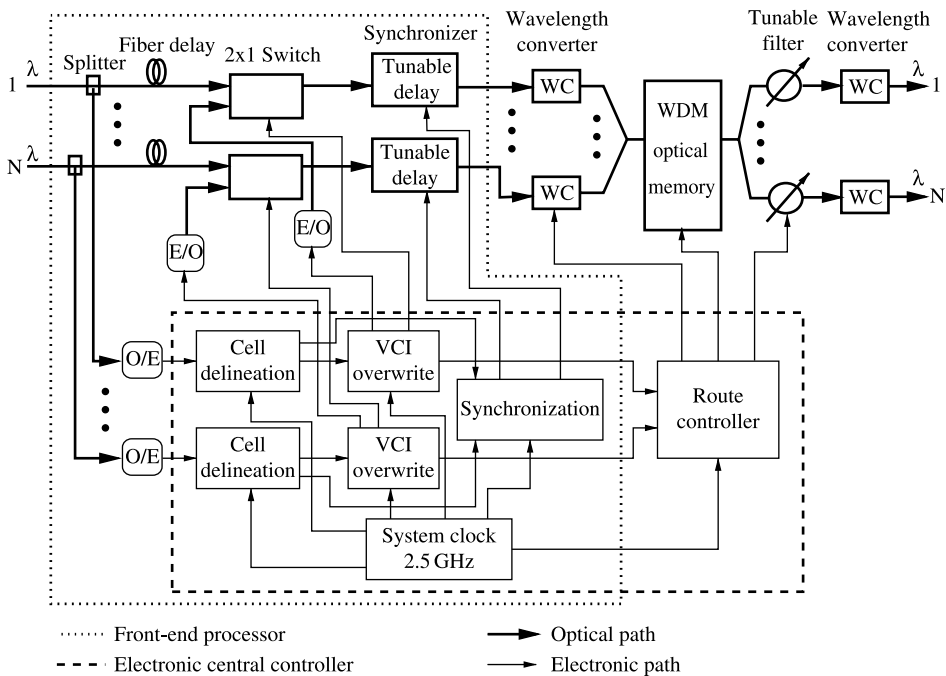 Wavelength
converter
Tunable
filter
Wavelength
converter
Synchronizer
Fiber delay
2x1 Switch
Splitter
λ
1
Tunable
delay
WC
WC
λ
1
WDM
optical
memory
λ
N
Tunable
delay
WC
WC
λ
N
E/O
E/O
O/E
Cell
delineation
VCI
overwrite
Synchronization
Route
controller
O/E
Cell
delineation
VCI
overwrite
System clock
2.5 GHz
Front-end processor
Optical path
Electronic central controller
Electronic path